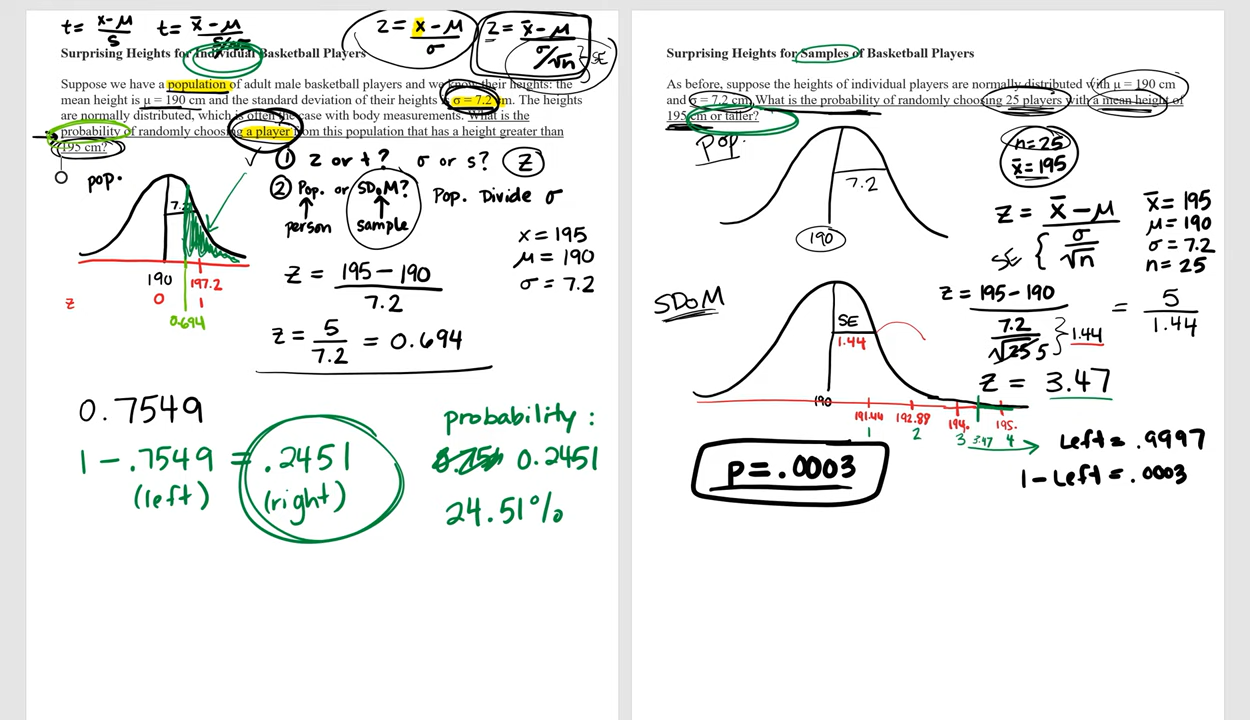 t = x-μ / s    t = x̄ - μ / s/√n    z = x - μ / σ    z = x̄ - μ / σ/√n } SE
Surprising Heights for Individual Basketball Players
Suppose we have a population of adult male basketball players and we know their heights: the
mean height is μ = 190 cm and the standard deviation of their heights is σ = 7.2 cm. The heights
are normally distributed, which is often the case with body measurements. What is the
probability of randomly choosing a player from this population that has a height greater than
195 cm?
① z or t? σ or s? z
pop.
② Pop. or SDoM? Pop. Divide σ
person sample
7.2
x = 195
μ = 190
σ = 7.2
z = 195 - 190 / 7.2
190 197.2
z 0 1
0.694
z = 5 / 7.2 = 0.694
0.7549
1 - .7549 = .2451
(left) (right)
probability:
0.2451
24.51%
Surprising Heights for Samples of Basketball Players
As before, suppose the heights of individual players are normally distributed with μ = 190 cm
and σ = 7.2 cm. What is the probability of randomly choosing 25 players with a mean height of
195 cm or taller?
Pop.
n = 25
x̄ = 195
7.2
190
z = x̄ - μ / σ/√n
SE {
x̄ = 195
μ = 190
σ = 7.2
n = 25
SDoM
SE
1.44
z = 195 - 190 / 7.2/√25 5 } 1.44 = 5 / 1.44
z = 3.47
190 191.44 192.88 194. 195.
1 2 3 3.47 4
Left = .9997
1 - Left = .0003
p = .0003